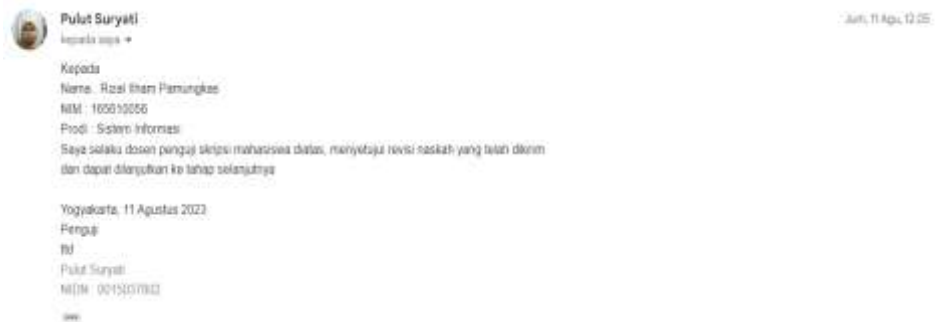 Pulut Suryati
Jum, 11 Agu, 12.05
kepada saya
Kepada
Nama : Rizal Ilham Pamungkas
NIM : 165610056
Prodi : Sistem Informasi
Saya selaku dosen penguji skripsi mahasiswa diatas, menyetujui revisi naskah yang telah dikirim
dan dapat dilanjutkan ke tahap selanjutnya
Yogyakarta, 11 Agustus 2023
Penguji
ttd
Pulut Suryati
NIDN :